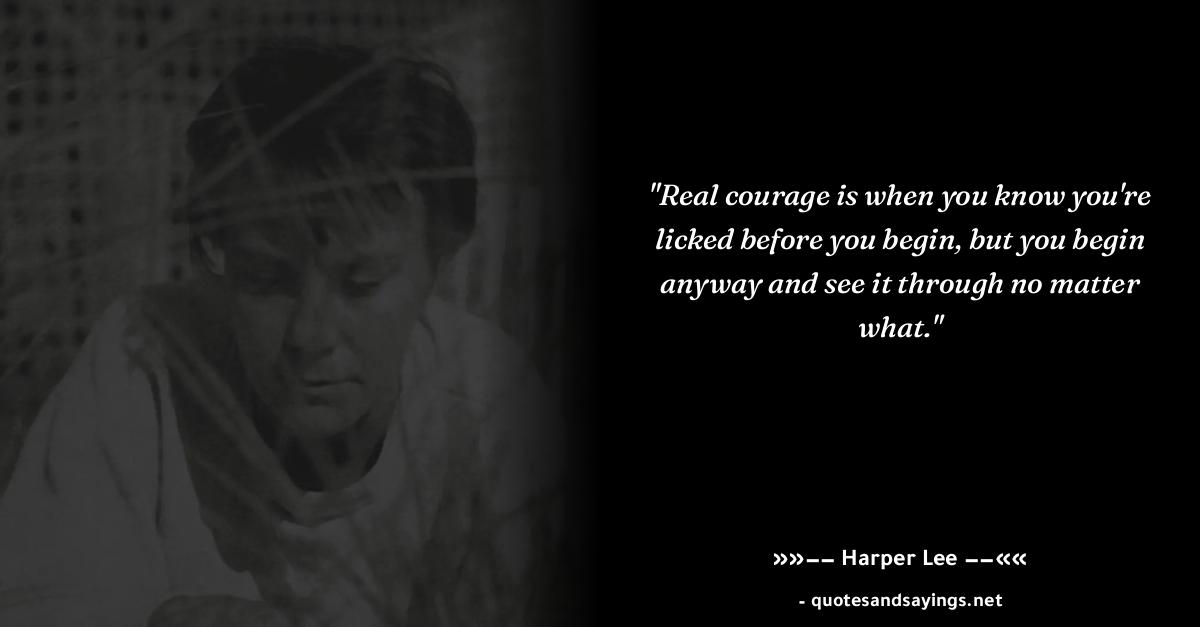 "Real courage is when you know you're
licked before you begin, but you begin
anyway and see it through no matter
what."
»»—— Harper Lee ——««
- quotesandsayings.net